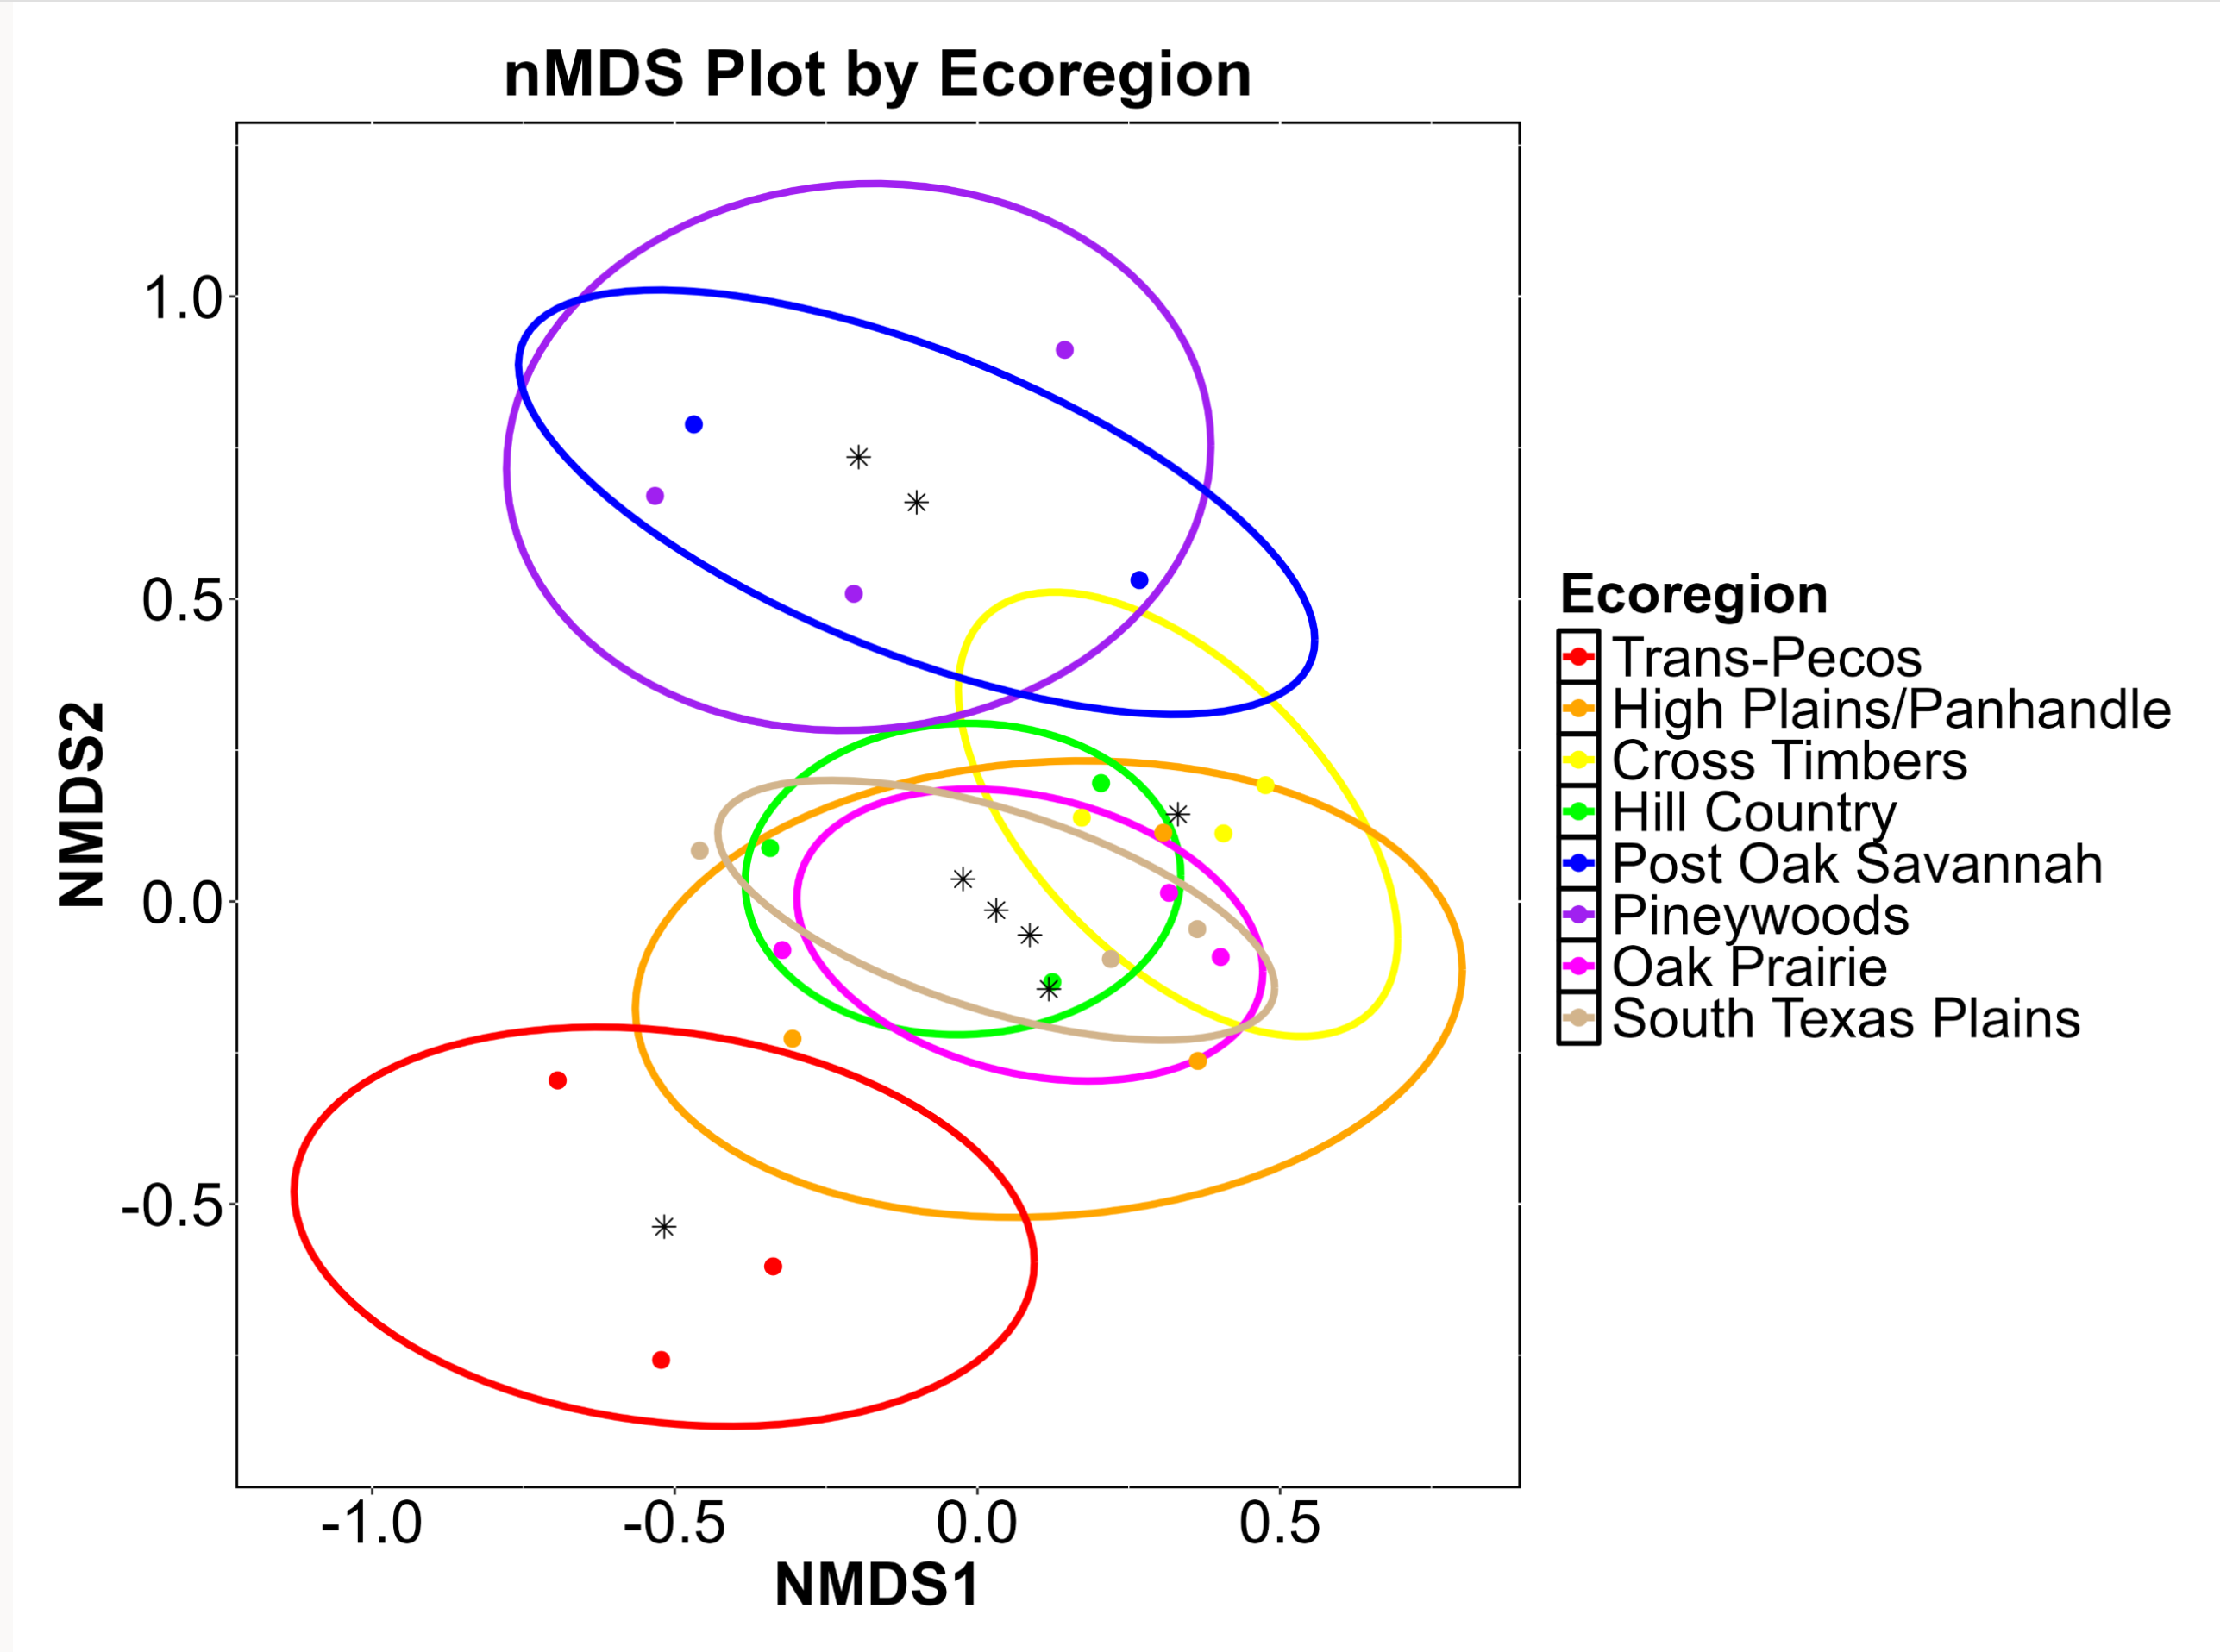 nMDS Plot by Ecoregion
1.0
0.5
0.0
-0.5
NMDS2
-1.0 -0.5 0.0 0.5
NMDS1
Ecoregion
Trans-Pecos
High Plains/Panhandle
Cross Timbers
Hill Country
Post Oak Savannah
Pineywoods
Oak Prairie
South Texas Plains